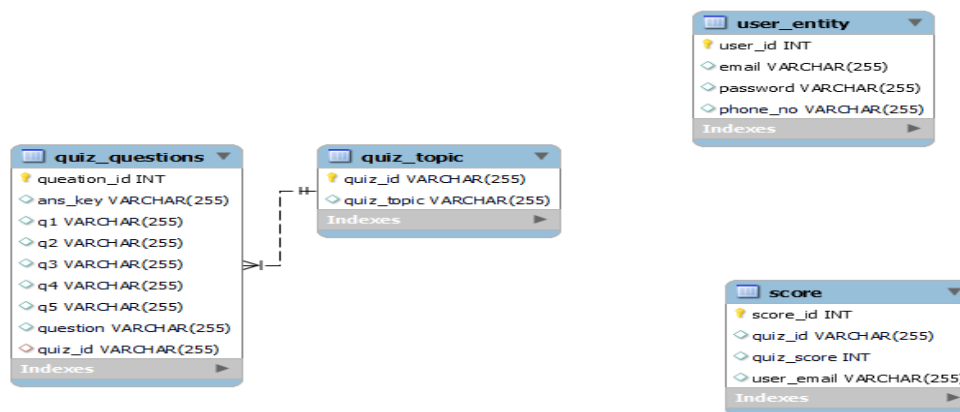 user_entity
user_id INT
email VARCHAR(255)
password VARCHAR(255)
phone_no VARCHAR(255)
Indexes
quiz_questions
queation_id INT
ans_key VARCHAR(255)
q1 VARCHAR(255)
q2 VARCHAR(255)
q3 VARCHAR(255)
q4 VARCHAR(255)
q5 VARCHAR(255)
question VARCHAR(255)
quiz_id VARCHAR(255)
Indexes
quiz_topic
quiz_id VARCHAR(255)
quiz_topic VARCHAR(255)
Indexes
score
score_id INT
quiz_id VARCHAR(255)
quiz_score INT
user_email VARCHAR(255)
Indexes